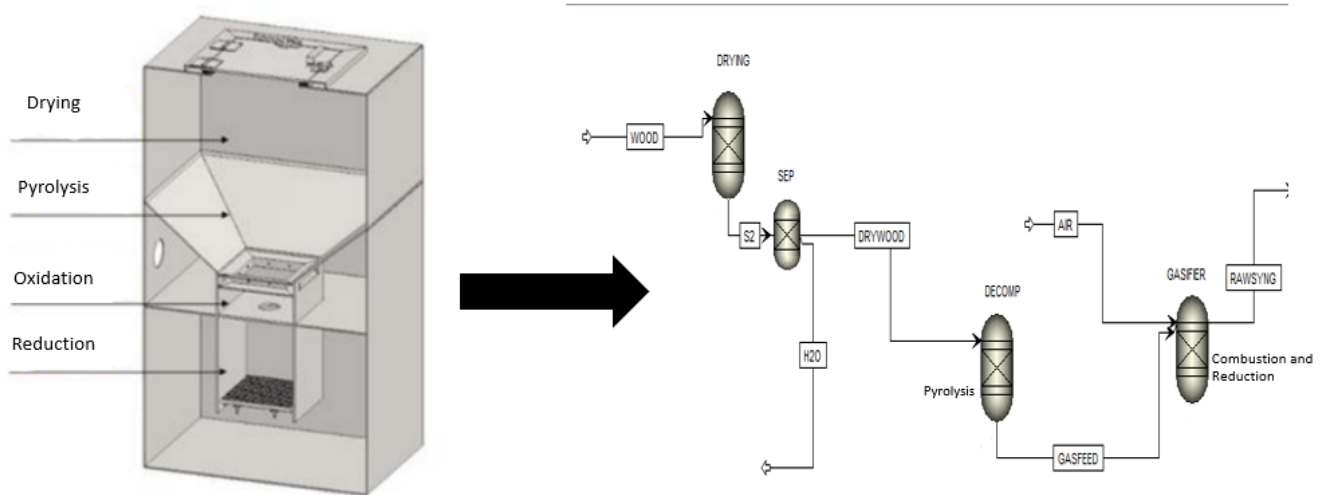 Drying
Pyrolysis
Oxidation
Reduction
DRYING
WOOD
SEP
S2
DRYWOOD
H2O
DECOMP
Pyrolysis
GASFEED
AIR
GASIFER
RAWSYNG
Combustion and
Reduction